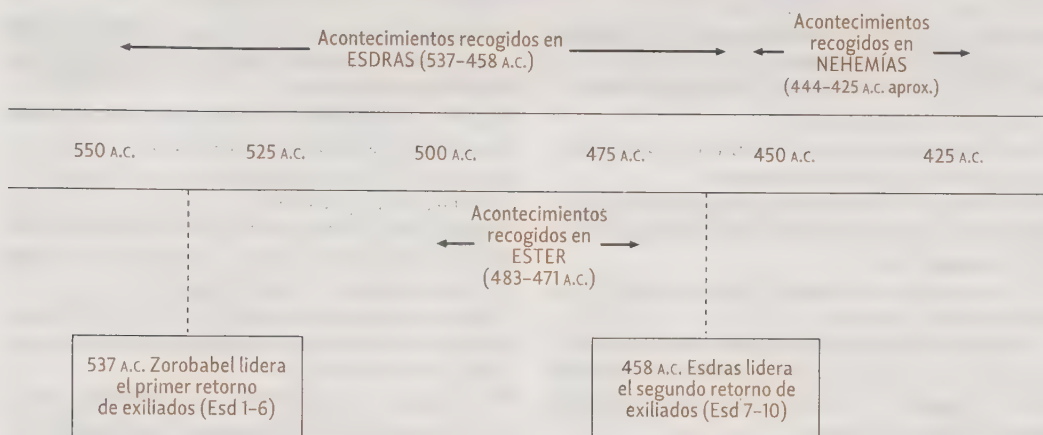 Acontecimientos recogidos en
ESDRAS (537–458 A.C.)
Acontecimientos
recogidos en
NEHEMÍAS
(444–425 A.C. aprox.)
550 A.C.
525 A.C.
500 A.C.
475 A.C.
450 A.C.
425 A.C.
Acontecimientos
recogidos en
ESTER
(483–471 A.C.)
537 A.C. Zorobabel lidera
el primer retorno
de exiliados (Esd 1–6)
458 A.C. Esdras lidera
el segundo retorno de
exiliados (Esd 7–10)